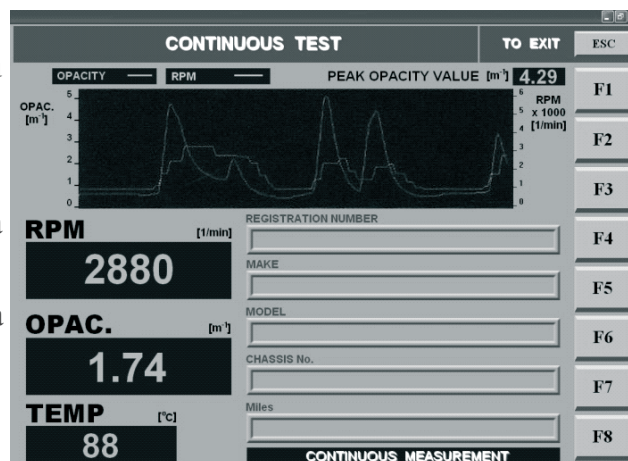 CONTINUOUS TEST TO EXIT ESC
OPACITY RPM PEAK OPACITY VALUE [m⁻¹] 4.29
F1
OPAC.
[m⁻¹]
5
4
3
2
1
0
6
5
4
3
2
1
0
RPM
x 1000
[1/min]
F2
F3
RPM [1/min]
2880
REGISTRATION NUMBER
F4
MAKE
F5
OPAC. [m⁻¹]
1.74
MODEL
F6
CHASSIS No.
F7
TEMP [°C]
88
Miles
F8
CONTINUOUS MEASUREMENT